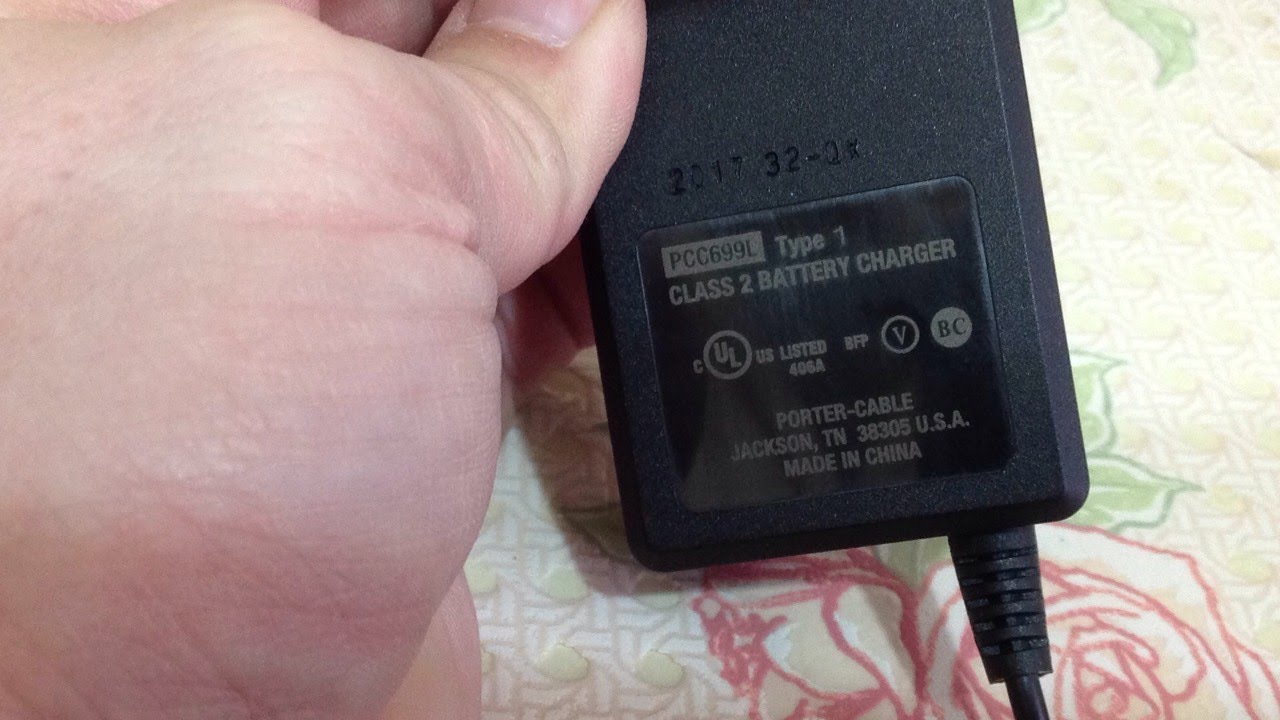 2017 32-QK
PCC699L Type 1
CLASS 2 BATTERY CHARGER
C UL US LISTED BFP V BC
496A
PORTER-CABLE
JACKSON, TN 38305 U.S.A.
MADE IN CHINA